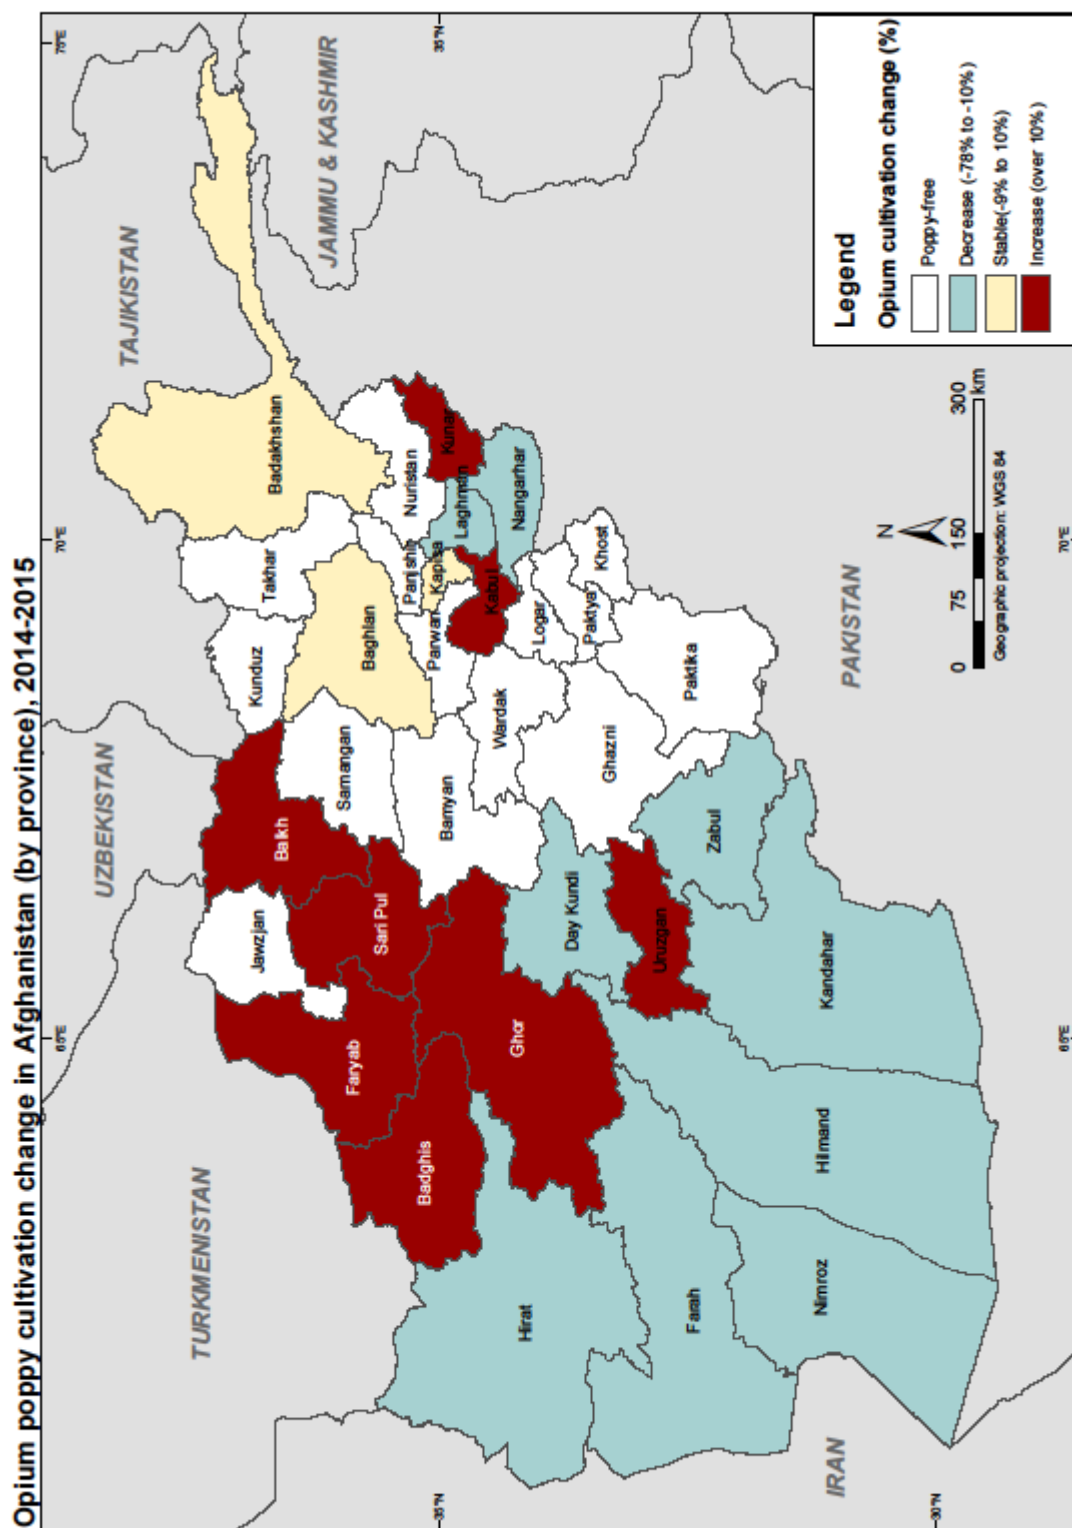 Opium poppy cultivation change in Afghanistan (by province), 2014-2015
65°E
70°E
75°E
UZBEKISTAN
TAJIKISTAN
TURKMENISTAN
JAMMU & KASHMIR
35°N
35°N
Badakhshan
Takhar
Kunduz
Balkh
Jawzjan
Baghlan
Samangan
Sari Pul
Faryab
Nuristan
Kunar
Panjshir
Kapisa
Laghman
Parwan
Bamyan
Badghis
Kabul
Nangarhar
Wardak
Logar
Ghor
Hirat
Paktya
Khost
Day Kundi
Ghazni
Uruzgan
Paktika
Zabul
Farah
Kandahar
Hilmand
Nimroz
PAKISTAN
IRAN
30°N
65°E
70°E
N
0 75 150 300
km
Geographic projection: WGS 84
Legend
Opium cultivation change (%)
Poppy-free
Decrease (-78% to -10%)
Stable(-9% to 10%)
Increase (over 10%)